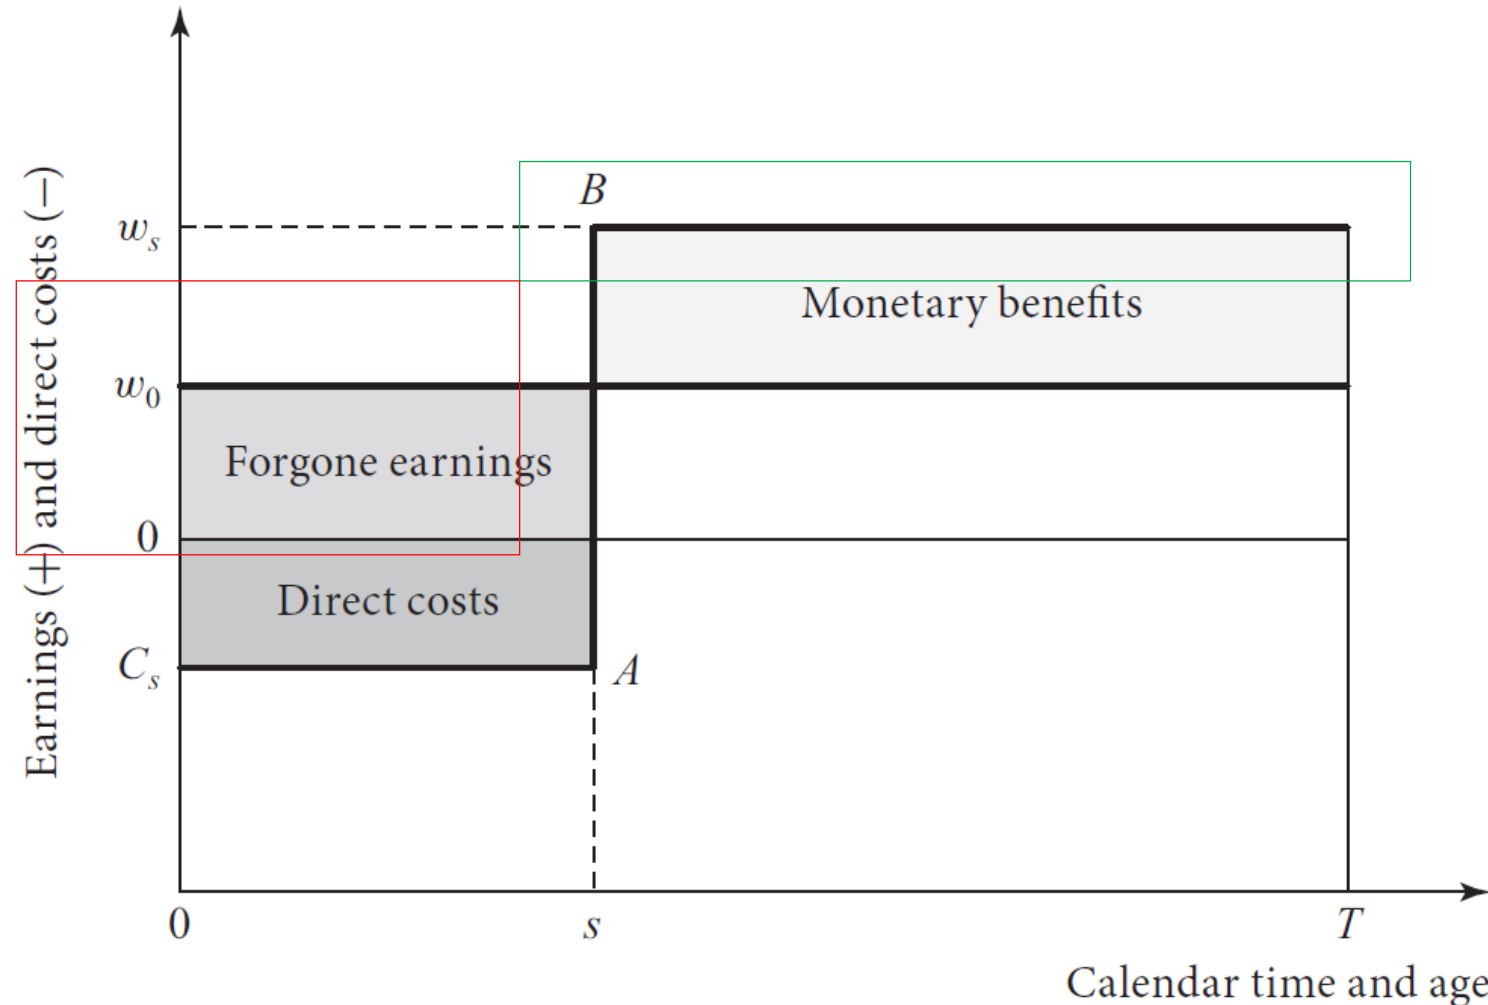 Earnings (+) and direct costs (−)
B
w_s
Monetary benefits
w_0
Forgone earnings
0
Direct costs
C_s
A
0
s
T
Calendar time and age